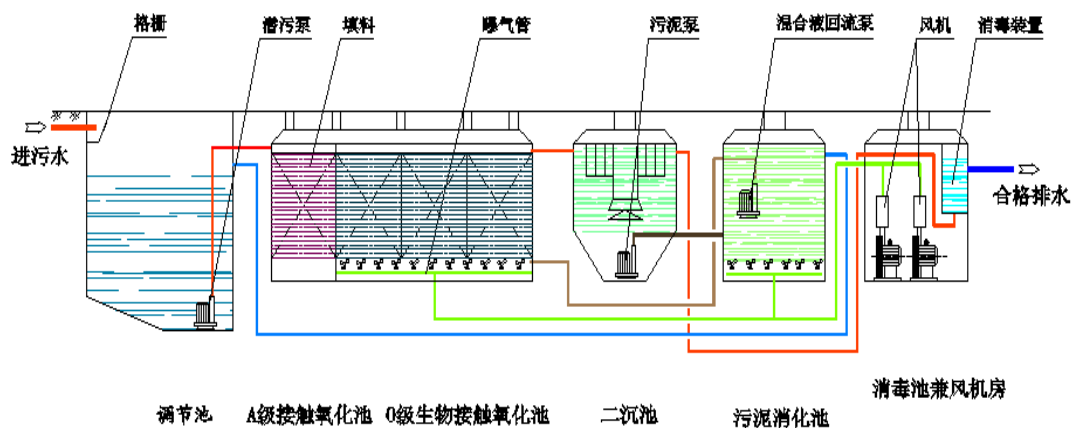 格栅
潜污泵
填料
曝气管
污泥泵
混合液回流泵
风机
消毒装置
进污水
合格排水
调节池
A级接触氧化池
O级生物接触氧化池
二沉池
污泥消化池
消毒池兼风机房